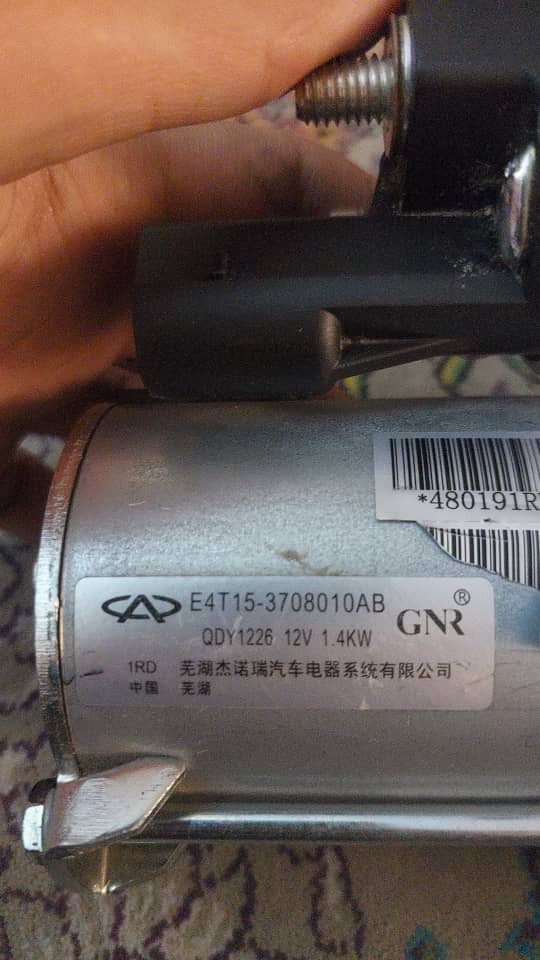 *480191R
E4T15-3708010AB
GNR®
QDY1226 12V 1.4KW
1RD 芜湖杰诺瑞汽车电器系统有限公司
中国 芜湖